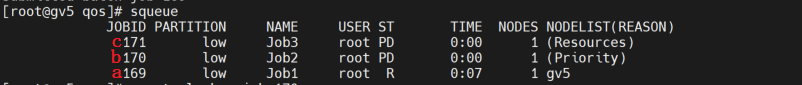 [root@gv5 qos]# squeue
JOBID PARTITION NAME USER ST TIME NODES NODELIST(REASON)
c171 low Job3 root PD 0:00 1 (Resources)
b170 low Job2 root PD 0:00 1 (Priority)
a169 low Job1 root R 0:07 1 gv5